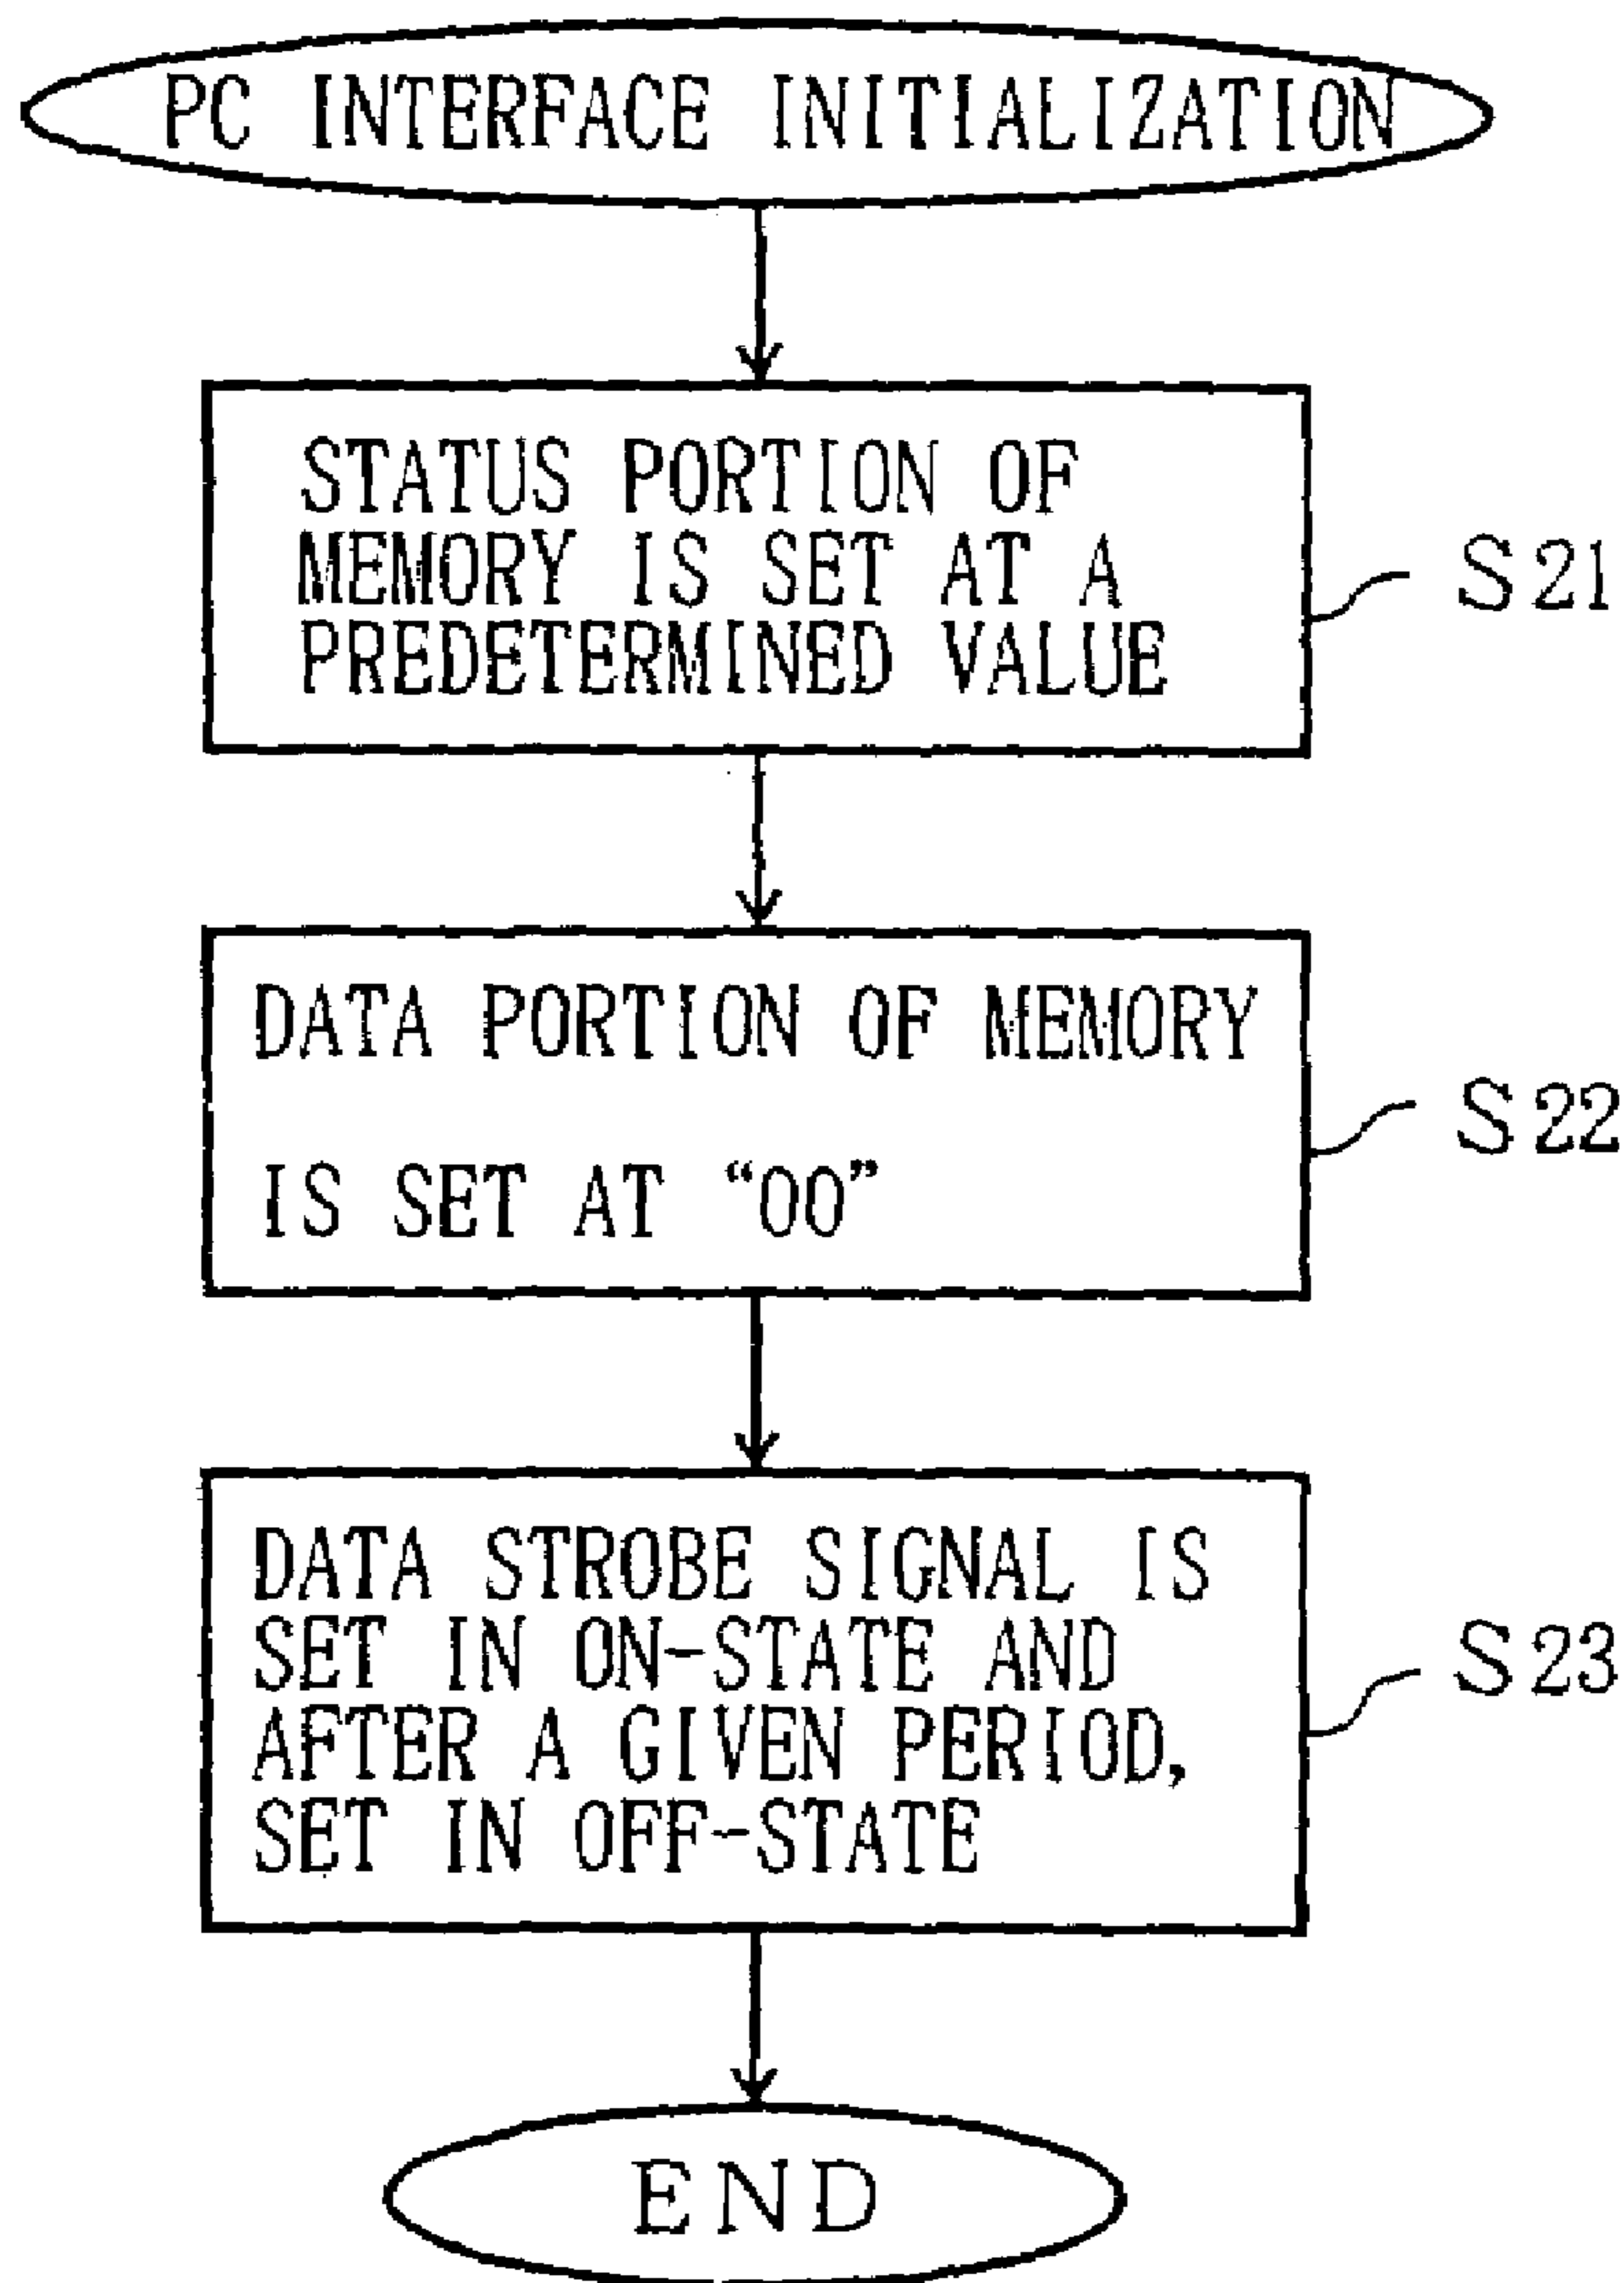 PC INTERFACE INITIALIZATION
STATUS PORTION OF
MEMORY IS SET AT A
PREDETERMINED VALUE
S21
DATA PORTION OF MEMORY
IS SET AT “00”
S22
DATA STROBE SIGNAL IS
SET IN ON-STATE AND
AFTER A GIVEN PERIOD,
SET IN OFF-STATE
S23
END